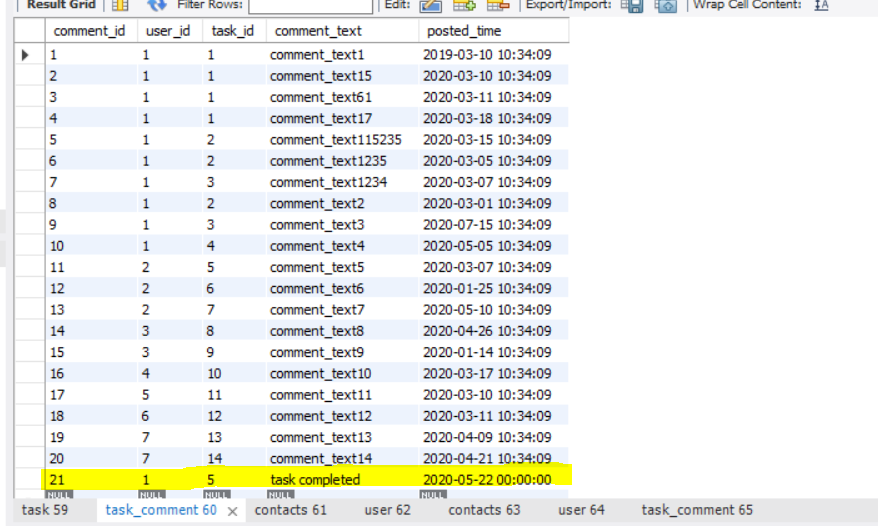 Result Grid Filter Rows: Edit: Export/Import: Wrap Cell Content: IA
comment_id user_id task_id comment_text posted_time
1 1 1 comment_text1 2019-03-10 10:34:09
2 1 1 comment_text15 2020-03-10 10:34:09
3 1 1 comment_text61 2020-03-11 10:34:09
4 1 1 comment_text17 2020-03-18 10:34:09
5 1 2 comment_text115235 2020-03-15 10:34:09
6 1 2 comment_text1235 2020-03-05 10:34:09
7 1 3 comment_text1234 2020-03-07 10:34:09
8 1 2 comment_text2 2020-03-01 10:34:09
9 1 3 comment_text3 2020-07-15 10:34:09
10 1 4 comment_text4 2020-05-05 10:34:09
11 2 5 comment_text5 2020-03-07 10:34:09
12 2 6 comment_text6 2020-01-25 10:34:09
13 2 7 comment_text7 2020-05-10 10:34:09
14 3 8 comment_text8 2020-04-26 10:34:09
15 3 9 comment_text9 2020-01-14 10:34:09
16 4 10 comment_text10 2020-03-17 10:34:09
17 5 11 comment_text11 2020-03-10 10:34:09
18 6 12 comment_text12 2020-03-11 10:34:09
19 7 13 comment_text13 2020-04-09 10:34:09
20 7 14 comment_text14 2020-04-21 10:34:09
21 1 5 task completed 2020-05-22 00:00:00
NULL NULL NULL NULL NULL
task 59 task_comment 60 × contacts 61 user 62 contacts 63 user 64 task_comment 65